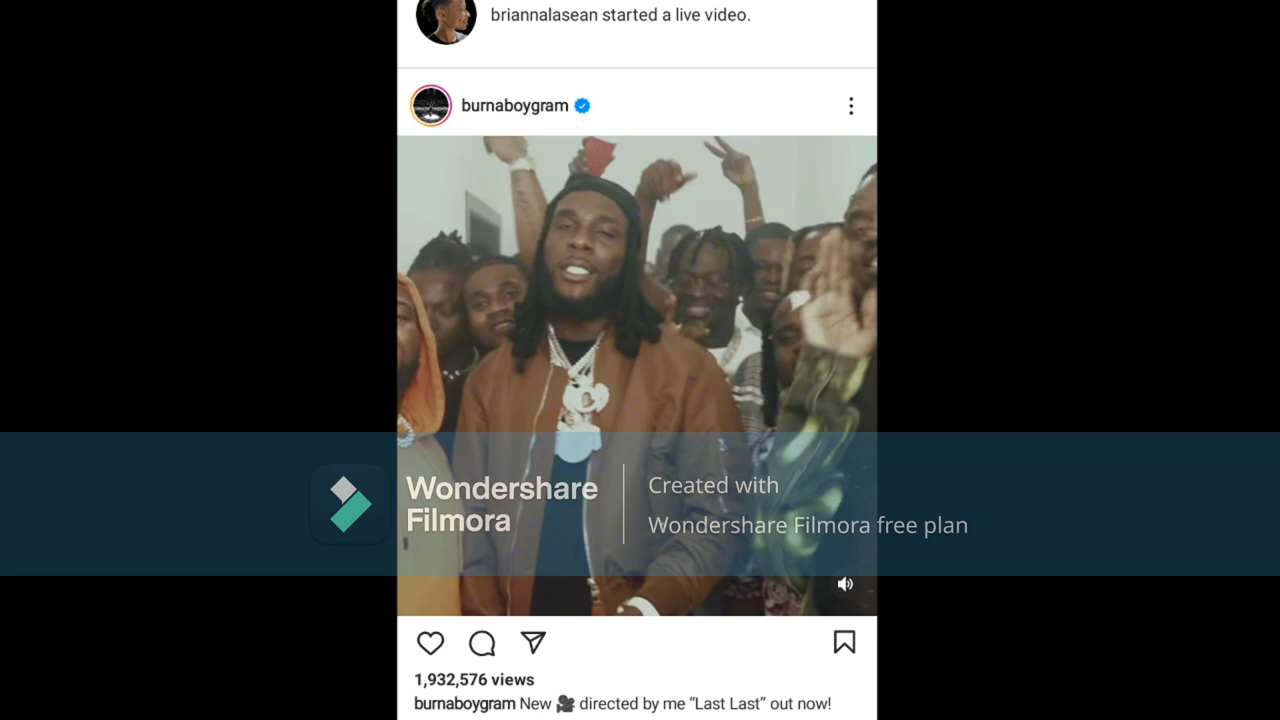 briannalasean started a live video.
burnaboygram
Wondershare
Filmora
Created with
Wondershare Filmora free plan
1,932,576 views
burnaboygram New 🎥 directed by me “Last Last” out now!